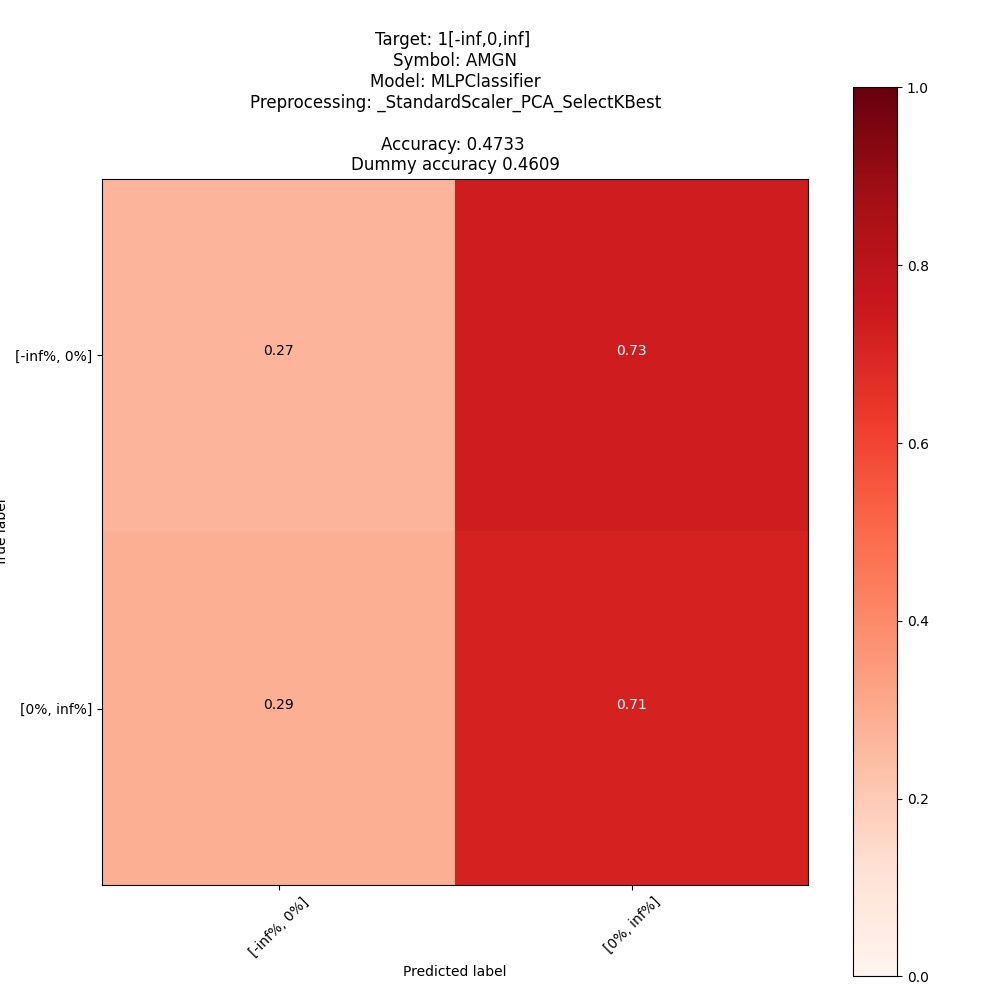 Target: 1[-inf,0,inf]
Symbol: AMGN
Model: MLPClassifier
Preprocessing: _StandardScaler_PCA_SelectKBest
Accuracy: 0.4733
Dummy accuracy 0.4609
1.0
0.8
0.6
0.4
0.2
0.0
[-inf%, 0%]
0.27
0.73
label
[0%, inf%]
0.29
0.71
[-inf%, 0%]
[0%, inf%]
Predicted label